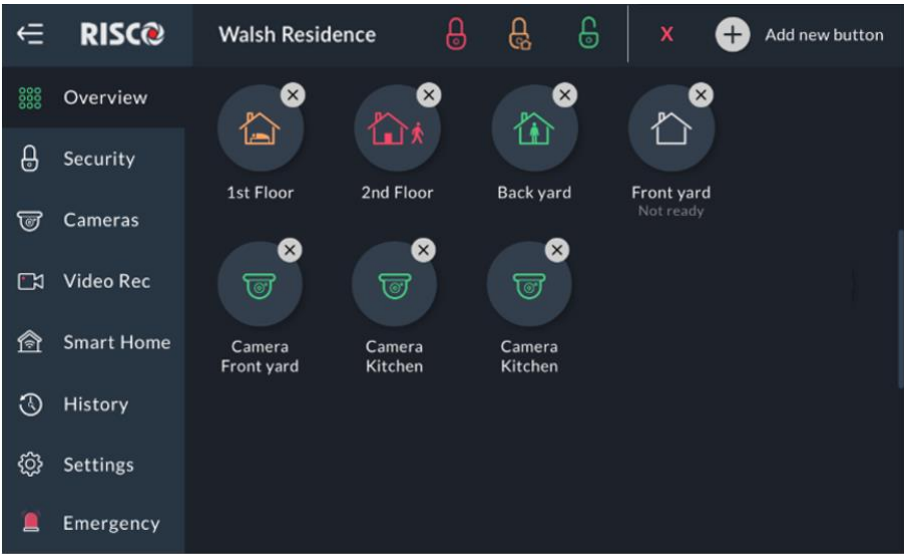 RISCO
Walsh Residence
X
Add new button
Overview
Security
Cameras
Video Rec
Smart Home
History
Settings
Emergency
1st Floor
2nd Floor
Back yard
Front yard
Not ready
Camera
Front yard
Camera
Kitchen
Camera
Kitchen